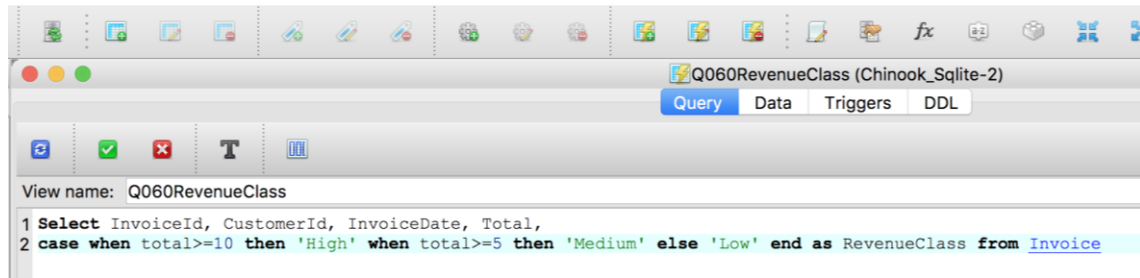 fx
a-z
Q060RevenueClass (Chinook_Sqlite-2)
Query Data Triggers DDL
T
View name: Q060RevenueClass
1 Select InvoiceId, CustomerId, InvoiceDate, Total,
2 case when total>=10 then 'High' when total>=5 then 'Medium' else 'Low' end as RevenueClass from Invoice